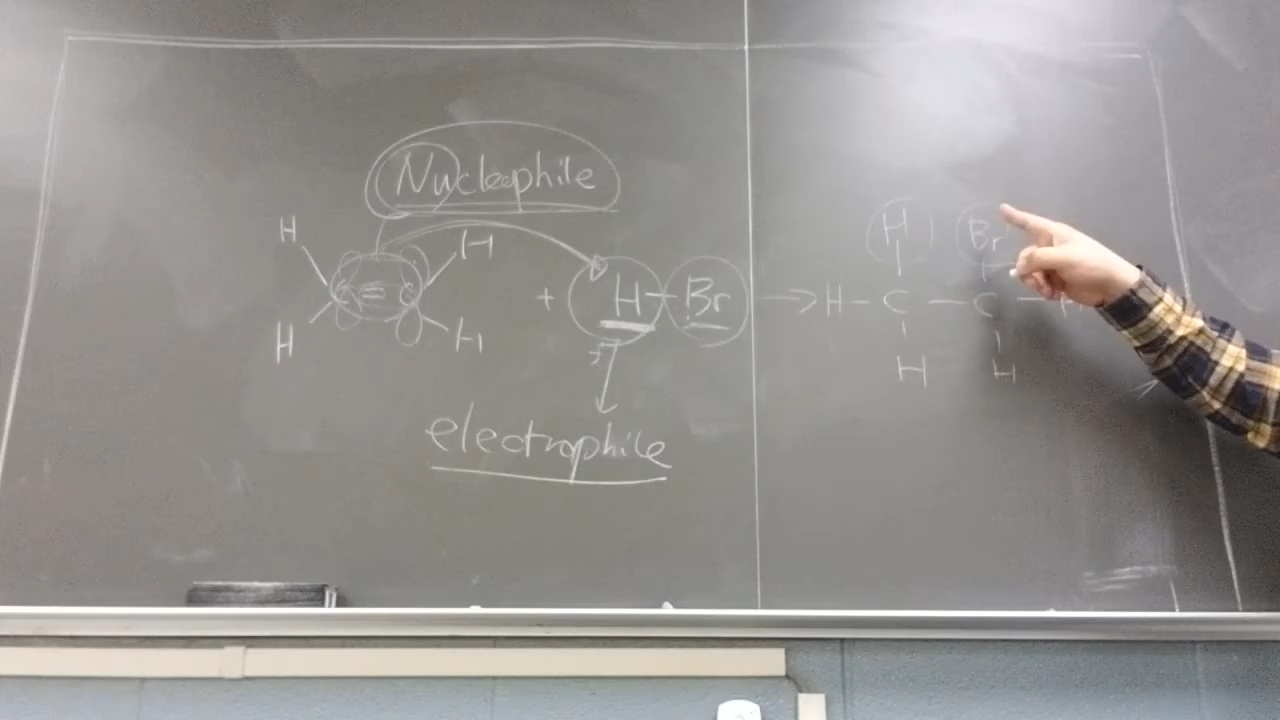 Nucleophile
H H H Br
C = C + H - Br → H - C - C - H
H H H H
δ+
electrophile